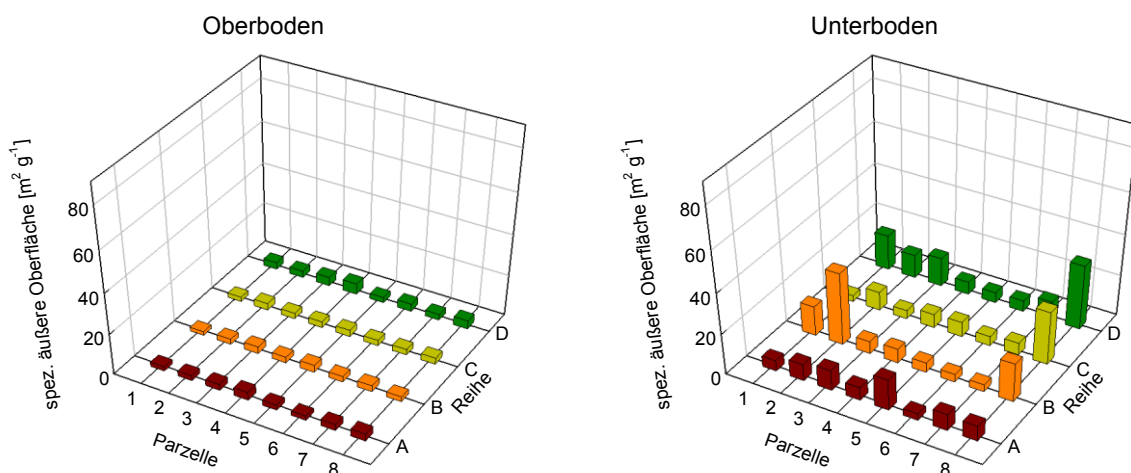 Oberboden
spez. äußere Oberfläche [m² g⁻¹]
80
60
40
20
0
1
2
3
4
5
6
7
8
Parzelle
A
B
C
D
Reihe
Unterboden
spez. äußere Oberfläche [m² g⁻¹]
80
60
40
20
0
1
2
3
4
5
6
7
8
Parzelle
A
B
C
D
Reihe